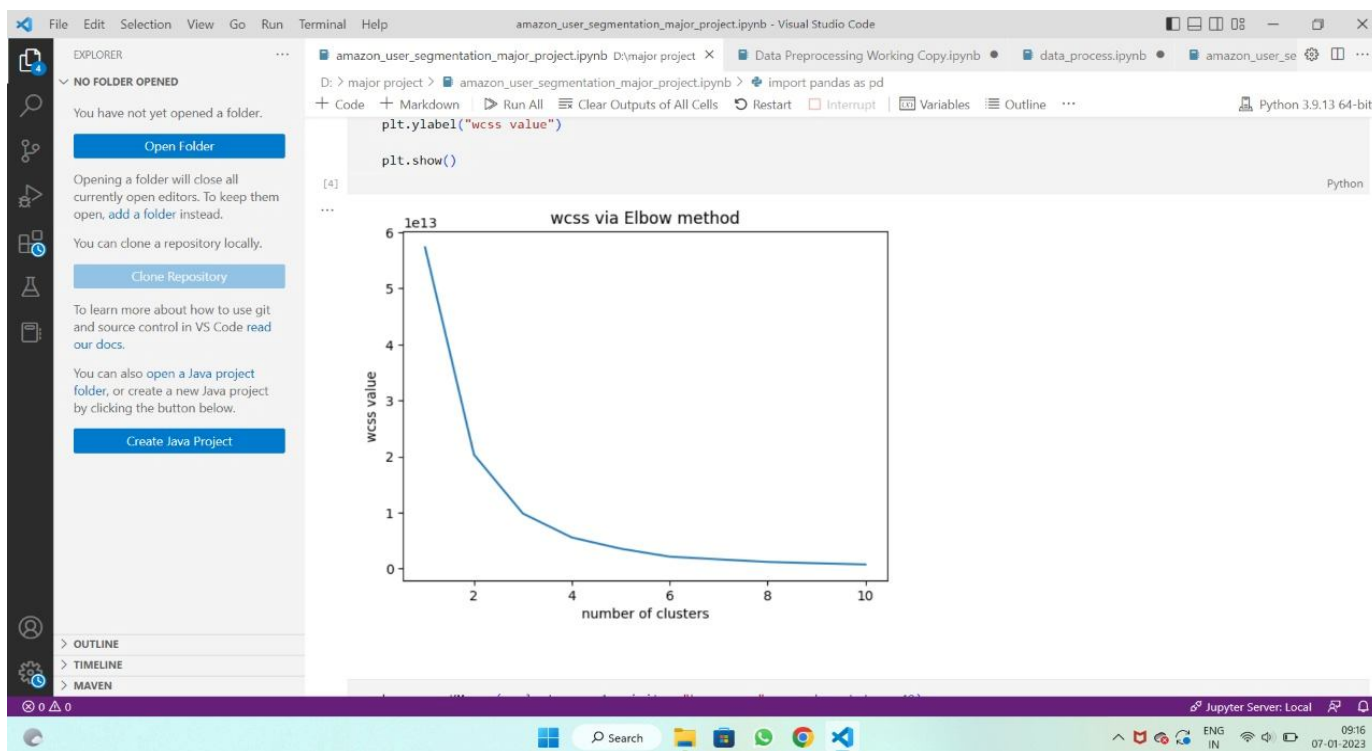 File Edit Selection View Go Run Terminal Help
amazon_user_segmentation_major_project.ipynb - Visual Studio Code
EXPLORER ...
NO FOLDER OPENED
You have not yet opened a folder.
Open Folder
Opening a folder will close all
currently open editors. To keep them
open, add a folder instead.
You can clone a repository locally.
Clone Repository
To learn more about how to use git
and source control in VS Code read
our docs.
You can also open a Java project
folder, or create a new Java project
by clicking the button below.
Create Java Project
OUTLINE
TIMELINE
MAVEN
amazon_user_segmentation_major_project.ipynb D:\major project
Data Preprocessing Working Copy.ipynb
data_process.ipynb
amazon_user_se
D: > major project > amazon_user_segmentation_major_project.ipynb > import pandas as pd
+ Code + Markdown Run All Clear Outputs of All Cells Restart Interrupt Variables Outline ...
Python 3.9.13 64-bit
plt.ylabel("wcss value")
plt.show()
[4]
Python
...
wcss via Elbow method
1e13
6
5
4
3
2
1
0
wcss value
2 4 6 8 10
number of clusters
4
0 0
Jupyter Server: Local
Search
ENG
IN
09:16
07-01-2023